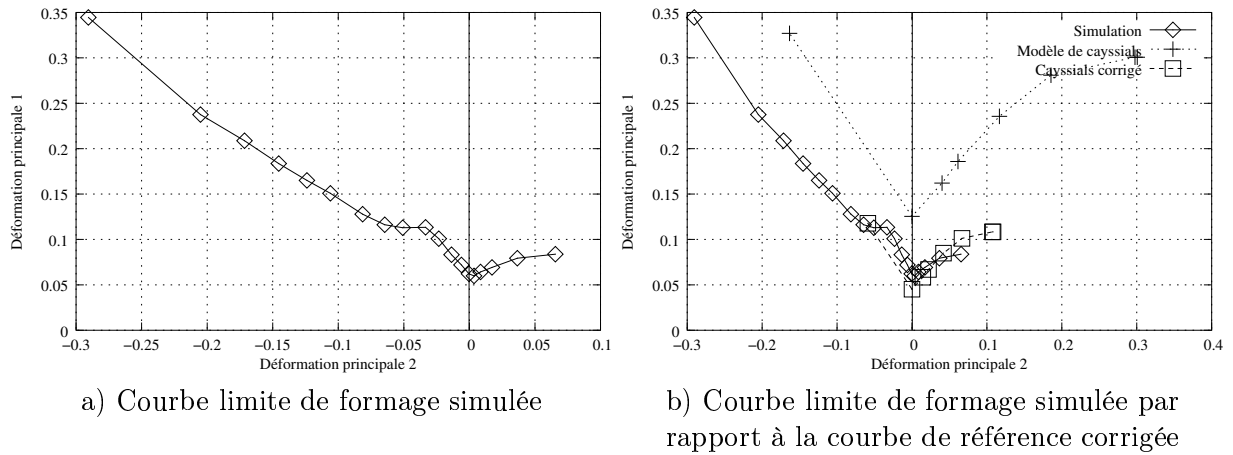 0.35
0.3
0.25
0.2
0.15
0.1
0.05
0
−0.3 −0.25 −0.2 −0.15 −0.1 −0.05 0 0.05 0.1
Déformation principale 1
Déformation principale 2
a) Courbe limite de formage simulée
0.35
0.3
0.25
0.2
0.15
0.1
0.05
0
−0.3 −0.2 −0.1 0 0.1 0.2 0.3 0.4
Déformation principale 1
Déformation principale 2
Simulation
Modèle de cayssials
Cayssials corrigé
b) Courbe limite de formage simulée par
rapport à la courbe de référence corrigée